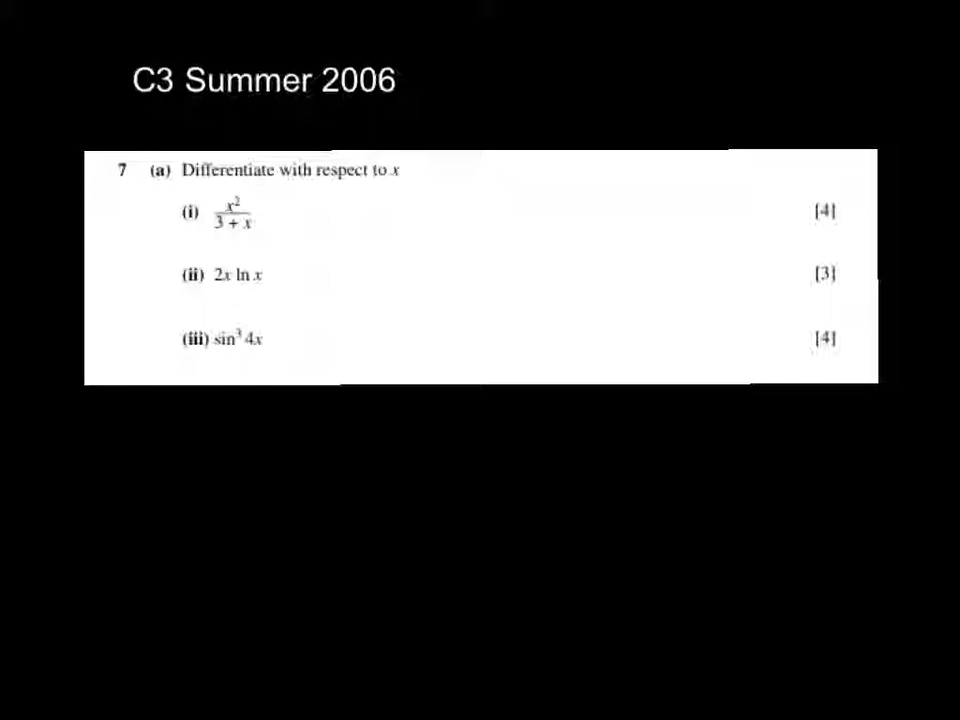 C3 Summer 2006
7 (a) Differentiate with respect to x
(i) x²/(3 + x) [4]
(ii) 2x ln x [3]
(iii) sin³ 4x [4]